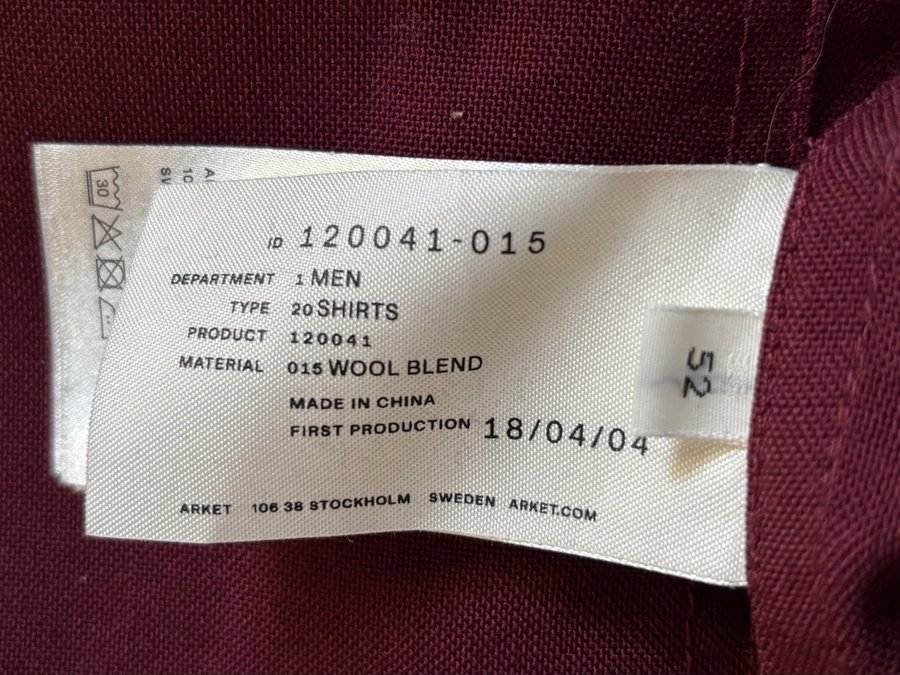 ID 120041-015
DEPARTMENT 1 MEN
TYPE 20 SHIRTS
PRODUCT 120041
MATERIAL 015 WOOL BLEND
MADE IN CHINA
FIRST PRODUCTION 18/04/04
ARKET 106 38 STOCKHOLM SWEDEN ARKET.COM
52
30